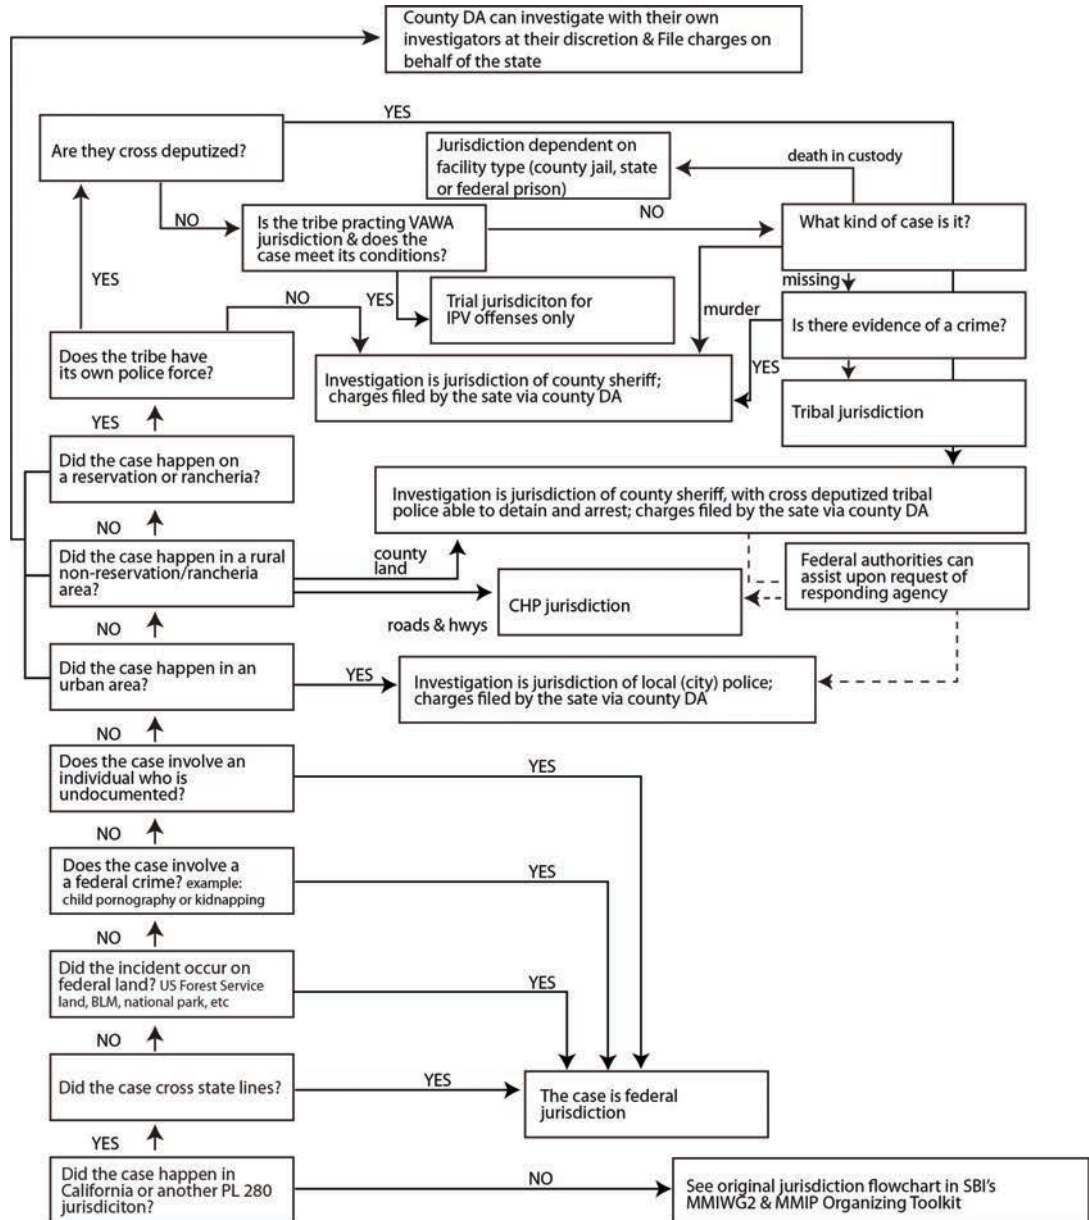 County DA can investigate with their own
investigators at their discretion & File charges on
behalf of the state
YES
Are they cross deputized?
Jurisdiction dependent on
facility type (county jail, state
or federal prison)
death in custody
NO
Is the tribe practing VAWA
jurisdiction & does the
case meet its conditions?
NO
What kind of case is it?
YES
missing
NO
YES
Trial jurisdiciton for
IPV offenses only
murder
Is there evidence of a crime?
Does the tribe have
its own police force?
Investigation is jurisdiction of county sheriff;
charges filed by the sate via county DA
YES
Tribal jurisdiction
YES
Did the case happen on
a reservation or rancheria?
Investigation is jurisdiction of county sheriff, with cross deputized tribal
police able to detain and arrest; charges filed by the sate via county DA
NO
Did the case happen in a rural
non-reservation/rancheria
area?
county
land
CHP jurisdiction
Federal authorities can
assist upon request of
responding agency
roads & hwys
NO
Did the case happen in an
urban area?
YES
Investigation is jurisdiction of local (city) police;
charges filed by the sate via county DA
NO
Does the case involve an
individual who is
undocumented?
YES
NO
Does the case involve a
a federal crime? example:
child pornography or kidnapping
YES
NO
Did the incident occur on
federal land? US Forest Service
land, BLM, national park, etc
YES
NO
Did the case cross state lines?
YES
The case is federal
jurisdiction
YES
Did the case happen in
California or another PL 280
jurisdiciton?
NO
See original jurisdiction flowchart in SBI's
MMIWG2 & MMIP Organizing Toolkit